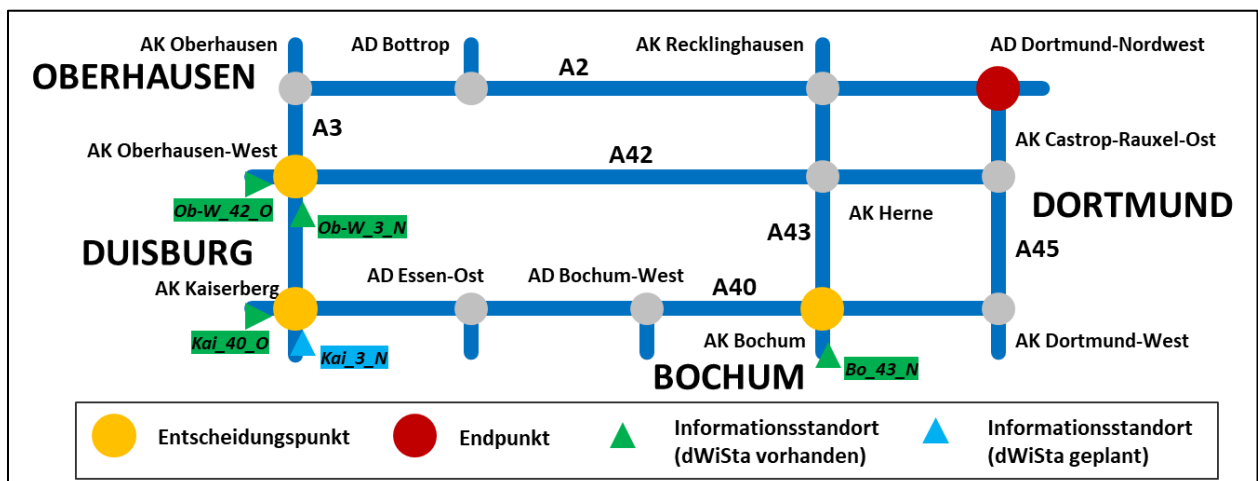 AK Oberhausen
AD Bottrop
AK Recklinghausen
AD Dortmund-Nordwest
OBERHAUSEN
A2
A3
AK Oberhausen-West
A42
AK Castrop-Rauxel-Ost
Ob-W_42_O
Ob-W_3_N
AK Herne
DORTMUND
DUISBURG
A43
A45
AK Kaiserberg
AD Essen-Ost
AD Bochum-West
A40
Kai_40_O
Kai_3_N
AK Bochum
Bo_43_N
AK Dortmund-West
BOCHUM
Entscheidungspunkt
Endpunkt
Informationsstandort
(dWiSta vorhanden)
Informationsstandort
(dWiSta geplant)